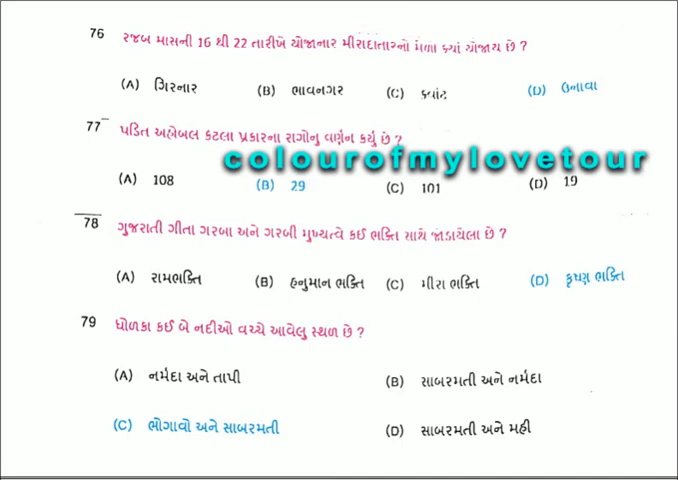 76 રજબ માસની 16 થી 22 તારીખે યોજાનાર મીરાદાતારનો મેળા ક્યાં યોજાય છે ?
(A) ગિરનાર (B) ભાવનગર (C) ક્વાંટ (D) ઉનાવા
77 પંડિત અહોબલ કટલા પ્રકારના રાગોનુ વર્ણન કર્યુ છે ?
colourofmylovetour
(A) 108 (B) 29 (C) 101 (D) 19
78 ગુજરાતી ગીતા ગરબા અને ગરબી મુખ્યત્વે કઈ ભક્તિ સાથે જોડાયેલા છે ?
(A) રામભક્તિ (B) હનુમાન ભક્તિ (C) મીરા ભક્તિ (D) કૃષ્ણ ભક્તિ
79 ધોળકા કઈ બે નદીઓ વચ્ચે આવેલુ સ્થળ છે ?
(A) નર્મદા અને તાપી (B) સાબરમતી અને નર્મદા
(C) ભોગાવો અને સાબરમતી (D) સાબરમતી અને મહી